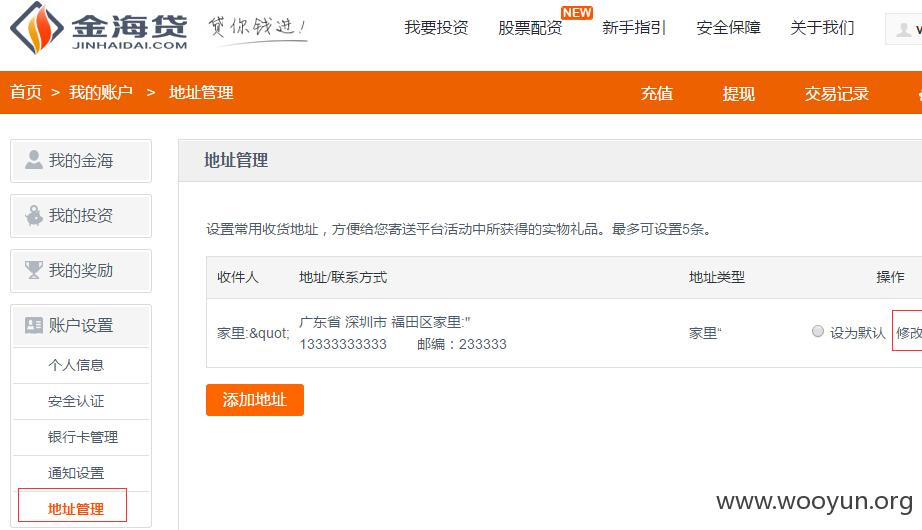 金海贷 贷你钱进!
JINHAIDAI.COM
我要投资 股票配资 NEW 新手指引 安全保障 关于我们
首页 > 我的账户 > 地址管理 充值 提现 交易记录
我的金海
我的投资
我的奖励
账户设置
个人信息
安全认证
银行卡管理
通知设置
地址管理
地址管理
设置常用收货地址，方便给您寄送平台活动中所获得的实物礼品。最多可设置5条。
收件人 地址/联系方式 地址类型 操作
家里:&quot; 广东省 深圳市 福田区家里:" 家里“ 设为默认 修改
13333333333 邮编：233333
添加地址
www.wooyun.org